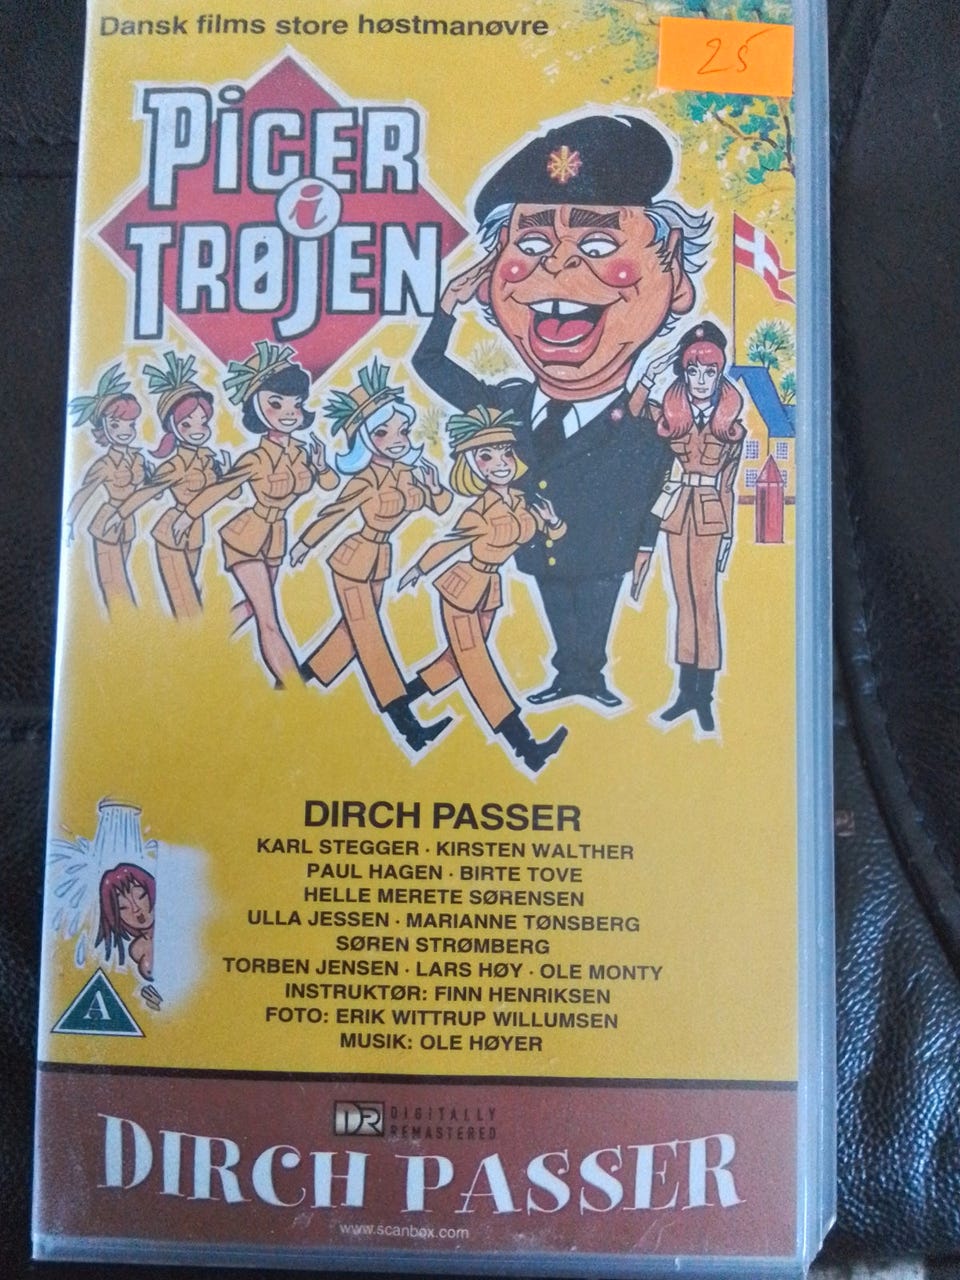 Dansk films store høstmanøvre
25
PiGER
i
TRØJEN
DIRCH PASSER
KARL STEGGER · KIRSTEN WALTHER
PAUL HAGEN · BIRTE TOVE
HELLE MERETE SØRENSEN
ULLA JESSEN · MARIANNE TØNSBERG
SØREN STRØMBERG
TORBEN JENSEN · LARS HØY · OLE MONTY
INSTRUKTØR: FINN HENRIKSEN
FOTO: ERIK WITTRUP WILLUMSEN
MUSIK: OLE HØYER
A
DR DIGITALLY
REMASTERED
DIRCH PASSER
www.scanbox.com